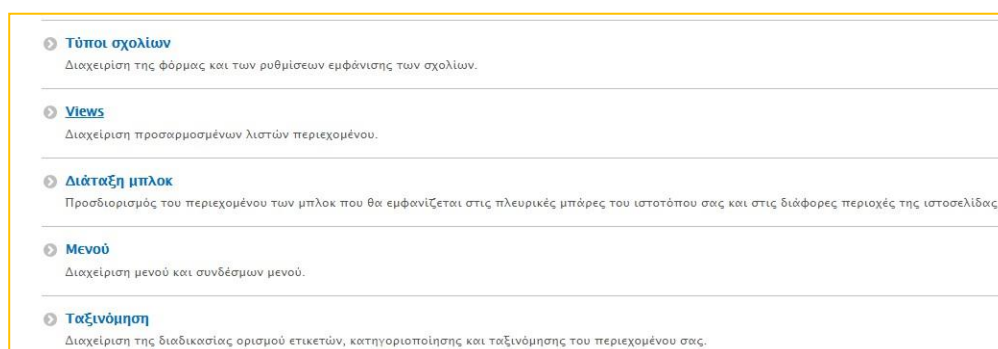 Τύποι σχολίων
Διαχειρίση της φόρμας και των ρυθμίσεων εμφάνισης των σχολίων.
Views
Διαχείριση προσαρμοσμένων λιστών περιεχομένου.
Διάταξη μπλοκ
Προσδιορισμός του περιεχομένου των μπλοκ που θα εμφανίζεται στις πλευρικές μπάρες του ιστοτόπου σας και στις διάφορες περιοχές της ιστοσελίδας
Μενού
Διαχείριση μενού και συνδέσμων μενού.
Ταξινόμηση
Διαχείριση της διαδικασίας ορισμού ετικετών, κατηγοριοποίησης και ταξινόμησης του περιεχομένου σας.